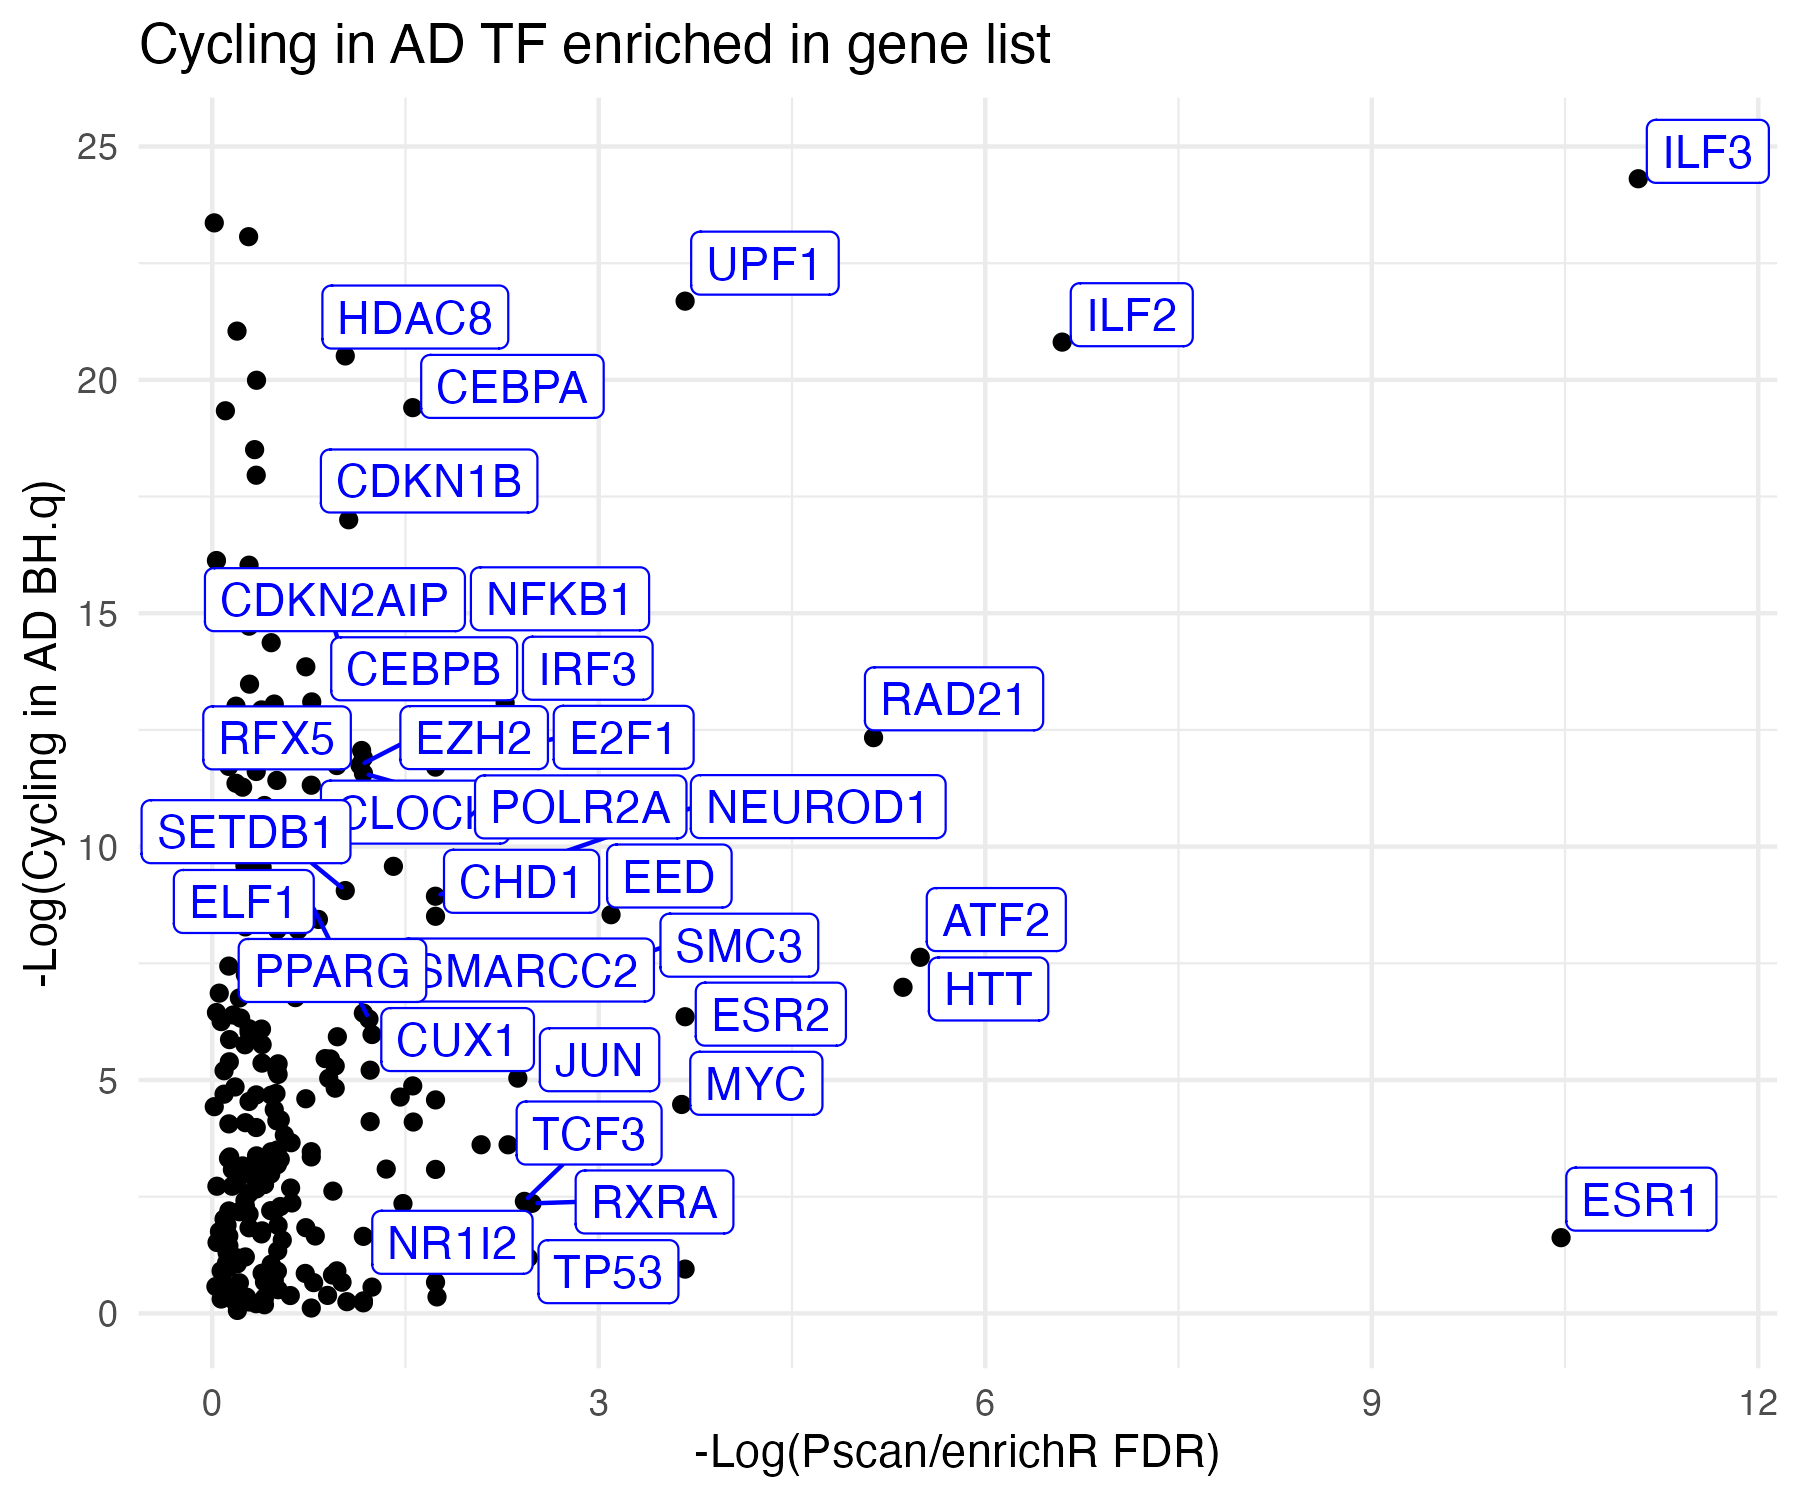 Cycling in AD TF enriched in gene list
-Log(Cycling in AD BH.q)
25
20
15
10
5
0
ILF3
UPF1
ILF2
HDAC8
CEBPA
CDKN1B
CDKN2AIP
NFKB1
CEBPB
IRF3
RAD21
RFX5
EZH2
E2F1
CLOCK
POLR2A
NEUROD1
SETDB1
CHD1
EED
ELF1
ATF2
SMC3
PPARG
SMARCC2
HTT
ESR2
CUX1
JUN
MYC
TCF3
RXRA
ESR1
NR1I2
TP53
0
3
6
9
12
-Log(Pscan/enrichR FDR)